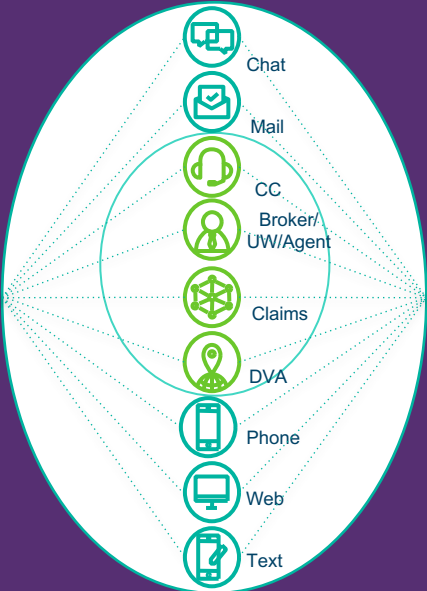 Chat
Mail
CC
Broker/
UW/Agent
Claims
DVA
Phone
Web
Text